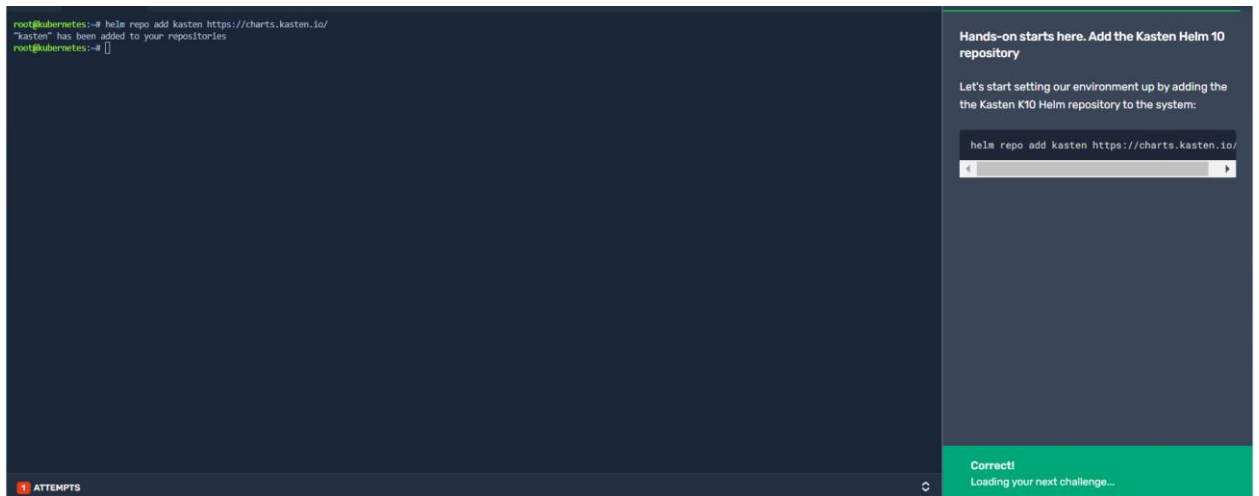 root@kubernetes:~# helm repo add kasten https://charts.kasten.io/
"kasten" has been added to your repositories
root@kubernetes:~#
Hands-on starts here. Add the Kasten Helm 10
repository
Let's start setting our environment up by adding the
the Kasten K10 Helm repository to the system:
helm repo add kasten https://charts.kasten.io/
Correct!
Loading your next challenge...
1 ATTEMPTS